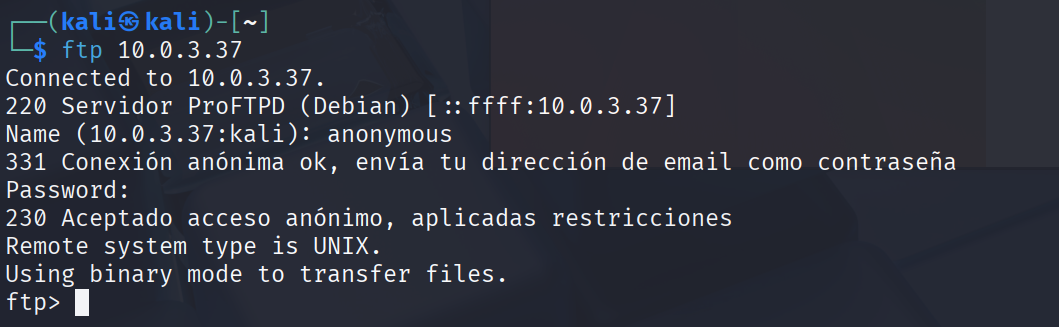 ┌──(kali㉿kali)-[~]
└─$ ftp 10.0.3.37
Connected to 10.0.3.37.
220 Servidor ProFTPD (Debian) [::ffff:10.0.3.37]
Name (10.0.3.37:kali): anonymous
331 Conexión anónima ok, envía tu dirección de email como contraseña
Password:
230 Aceptado acceso anónimo, aplicadas restricciones
Remote system type is UNIX.
Using binary mode to transfer files.
ftp>